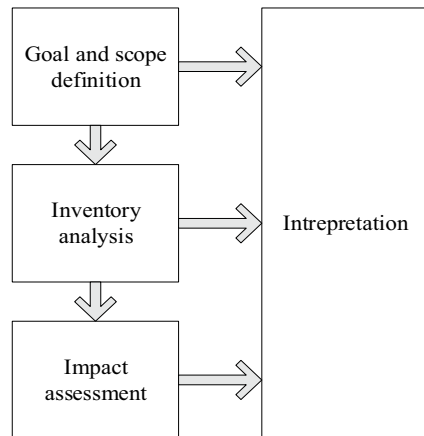 Goal and scope
definition
Inventory
analysis
Intrepretation
Impact
assessment